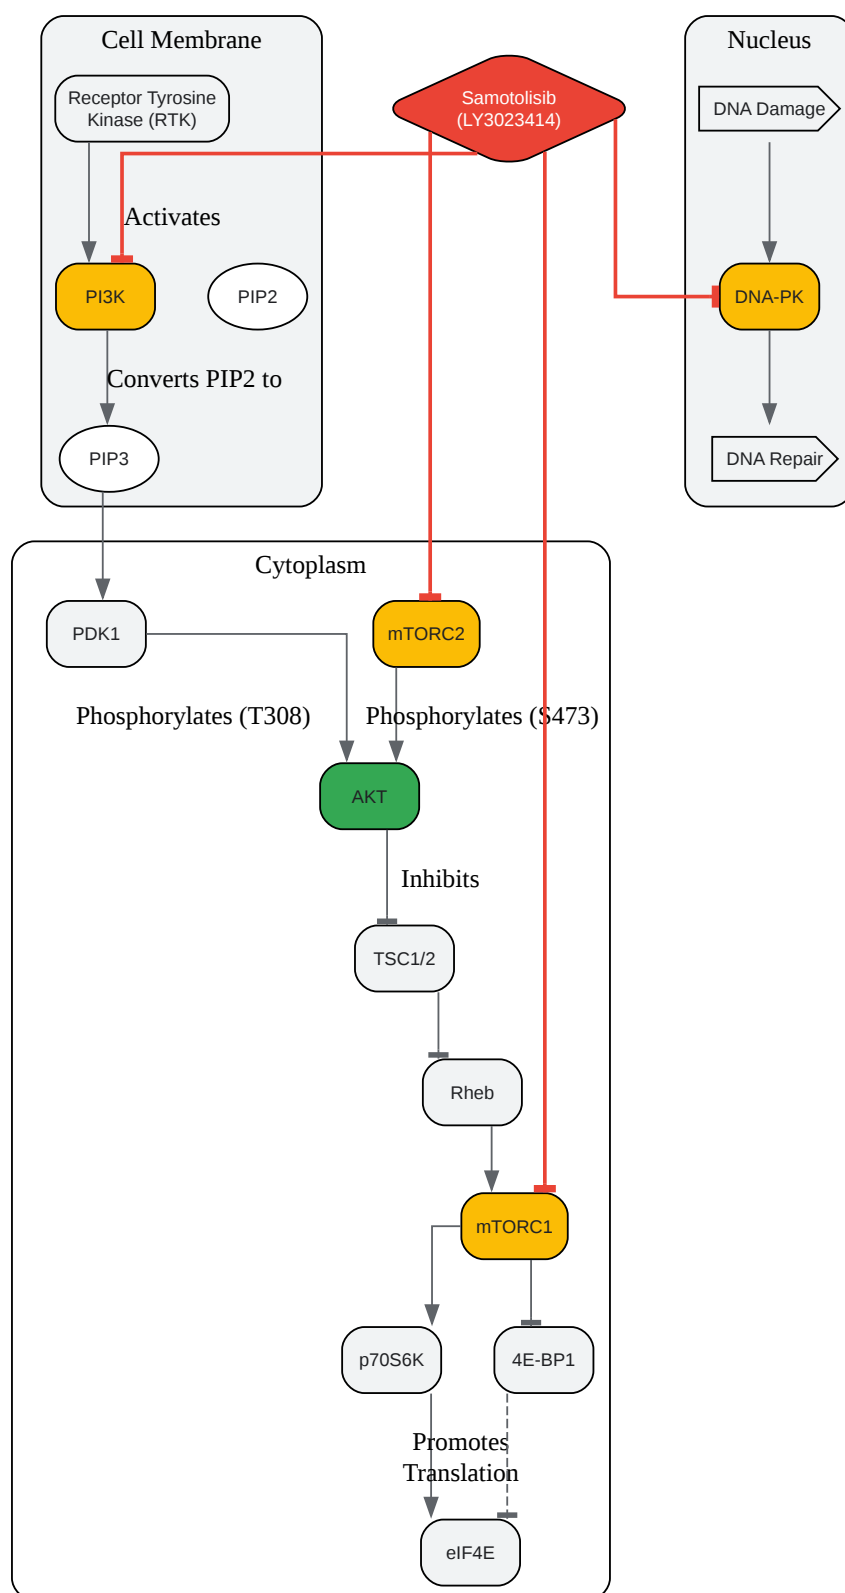 Cell Membrane
Nucleus
Receptor Tyrosine
Kinase (RTK)
Samotolisib
(LY3023414)
DNA Damage
Activates
PI3K
PIP2
DNA-PK
Converts PIP2 to
PIP3
DNA Repair
Cytoplasm
PDK1
mTORC2
Phosphorylates (T308)
Phosphorylates (S473)
AKT
Inhibits
TSC1/2
Rheb
mTORC1
p70S6K
4E-BP1
Promotes
Translation
eIF4E